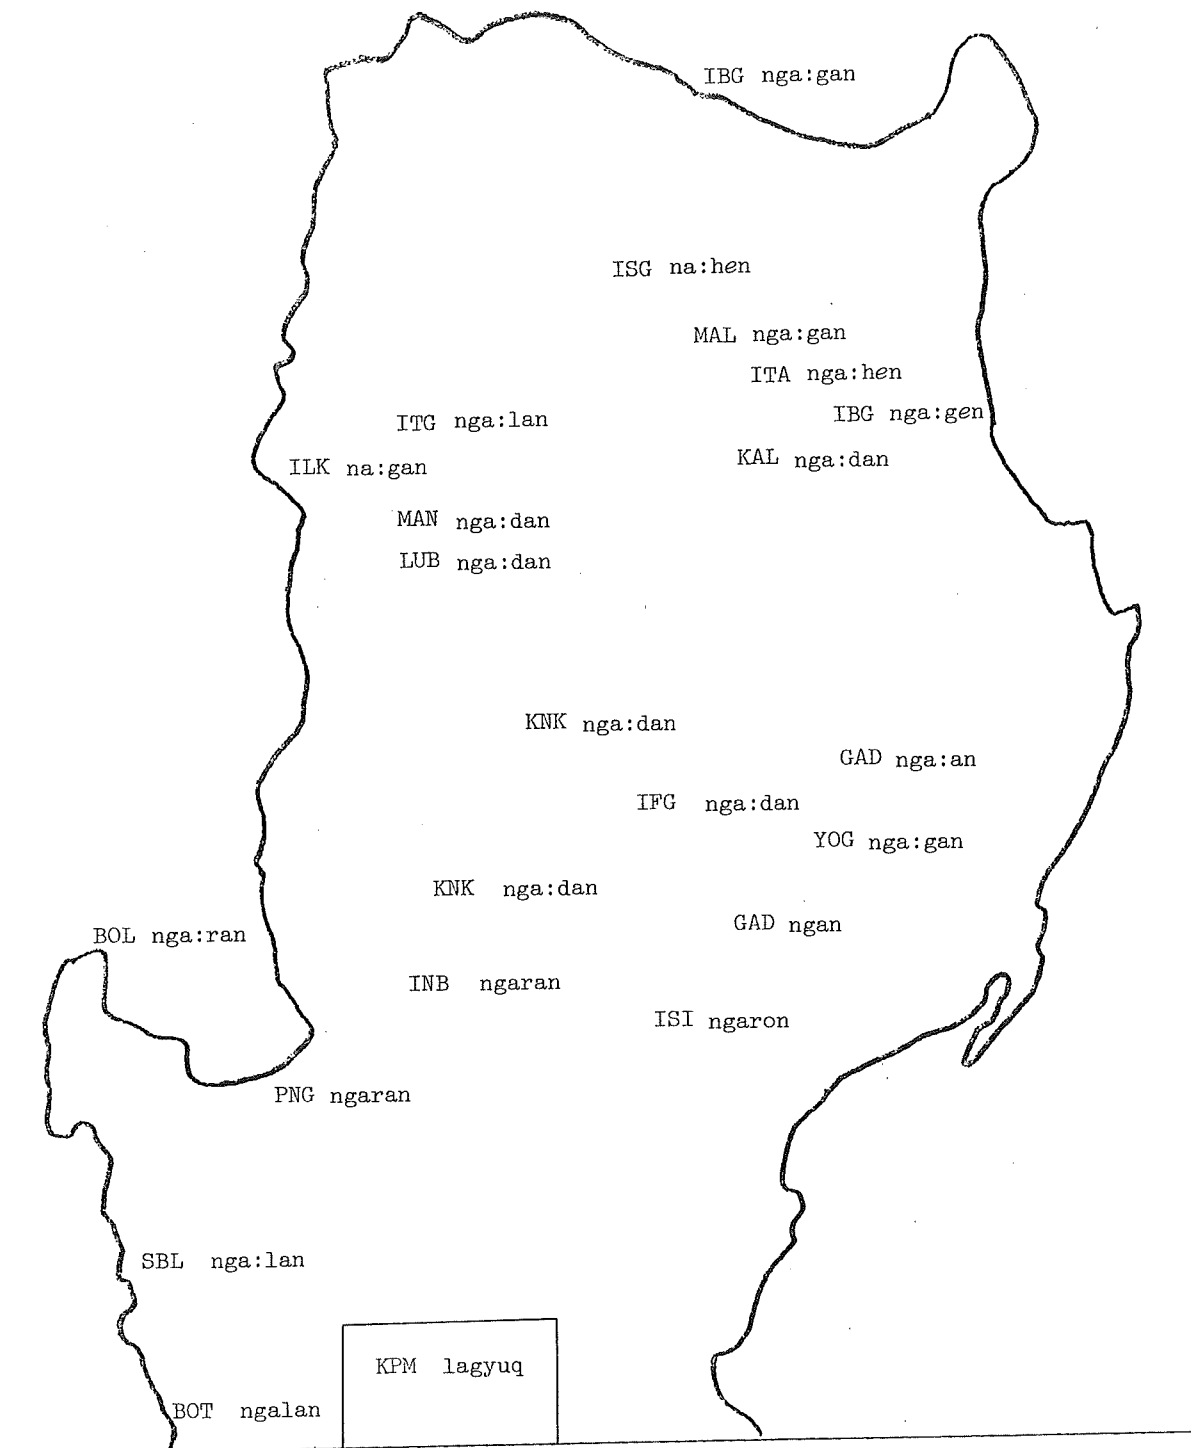 IBG nga:gan
ISG na:hen
MAL nga:gan
ITA nga:hen
IBG nga:gen
ITG nga:lan
KAL nga:dan
ILK na:gan
MAN nga:dan
LUB nga:dan
KNK nga:dan
GAD nga:an
IFG nga:dan
YOG nga:gan
KNK nga:dan
GAD ngan
BOL nga:ran
INB ngaran
ISI ngaron
PNG ngaran
SBL nga:lan
KPM lagyuq
BOT ngalan